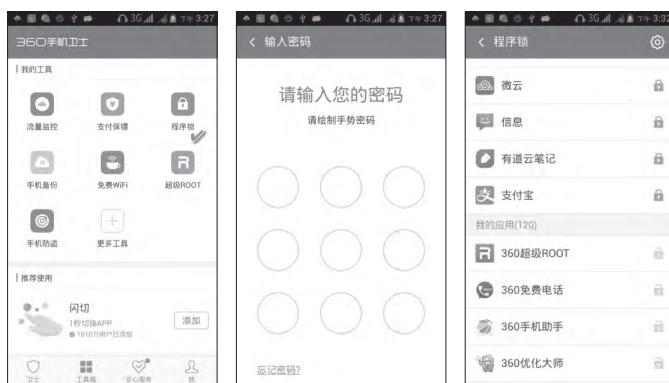 3G 下午3:27
360手机卫士
我的工具
流量监控 支付保镖 程序锁
手机备份 免费WiFi 超级ROOT
手机防盗 更多工具
推荐使用
闪切
1秒切换APP
1610万用户已添加
添加
卫士 工具箱 安心服务 我
3G 下午3:27
输入密码
请输入您的密码
请绘制手势密码
忘记密码?
3G 下午3:32
程序锁
微云
信息
有道云笔记
支 支付宝
我的应用(120)
360超级ROOT
360免费电话
360手机助手
360优化大师